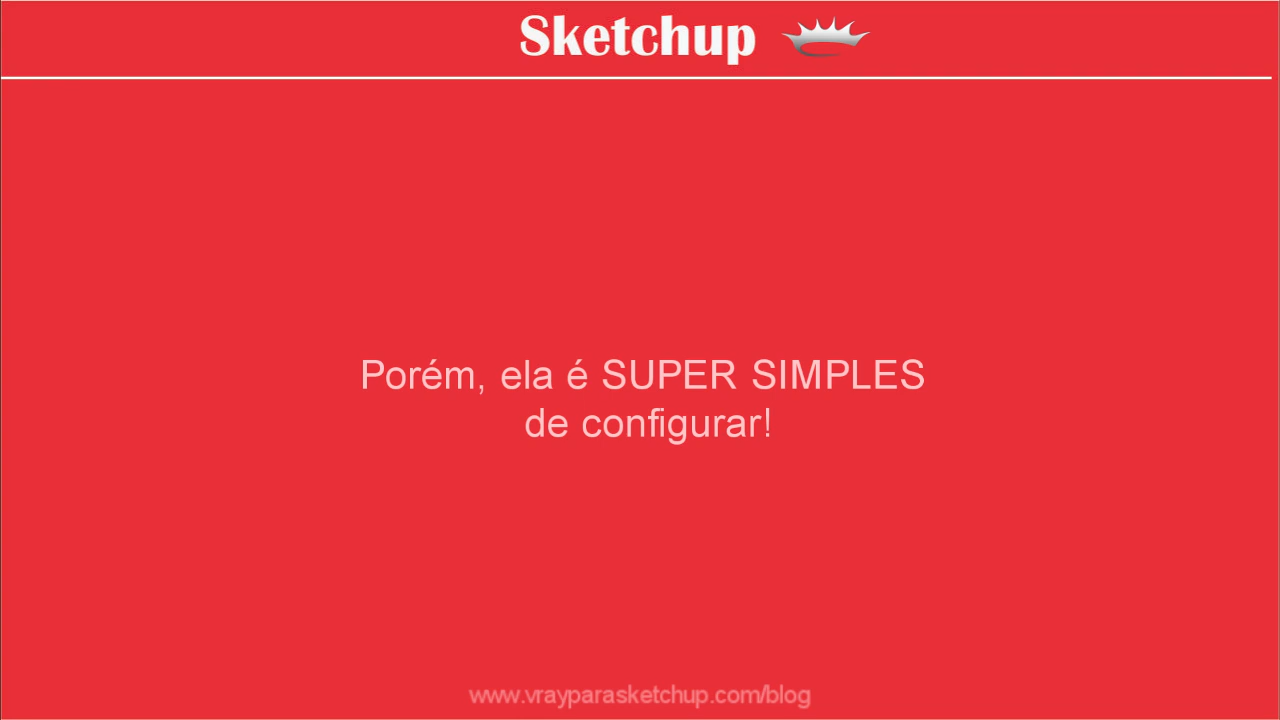 Sketchup
Porém, ela é SUPER SIMPLES
de configurar!
www.vrayparasketchup.com/blog